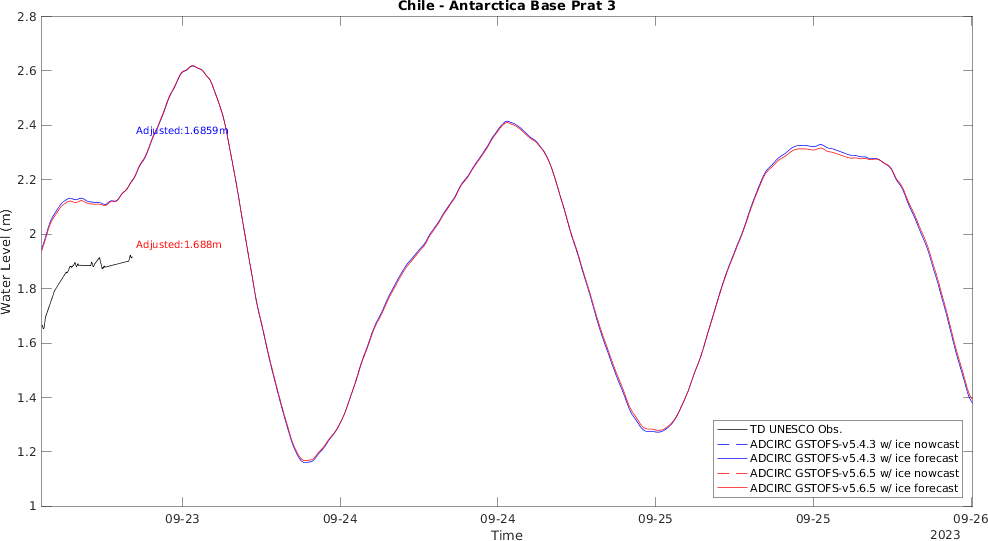 Chile - Antarctica Base Prat 3
2.8
2.6
2.4
2.2
2
1.8
1.6
1.4
1.2
1
Water Level (m)
Adjusted:1.6859m
Adjusted:1.688m
TD UNESCO Obs.
ADCIRC GSTOFS-v5.4.3 w/ ice nowcast
ADCIRC GSTOFS-v5.4.3 w/ ice forecast
ADCIRC GSTOFS-v5.6.5 w/ ice nowcast
ADCIRC GSTOFS-v5.6.5 w/ ice forecast
09-23 09-24 09-24 09-25 09-25 09-26
Time
2023